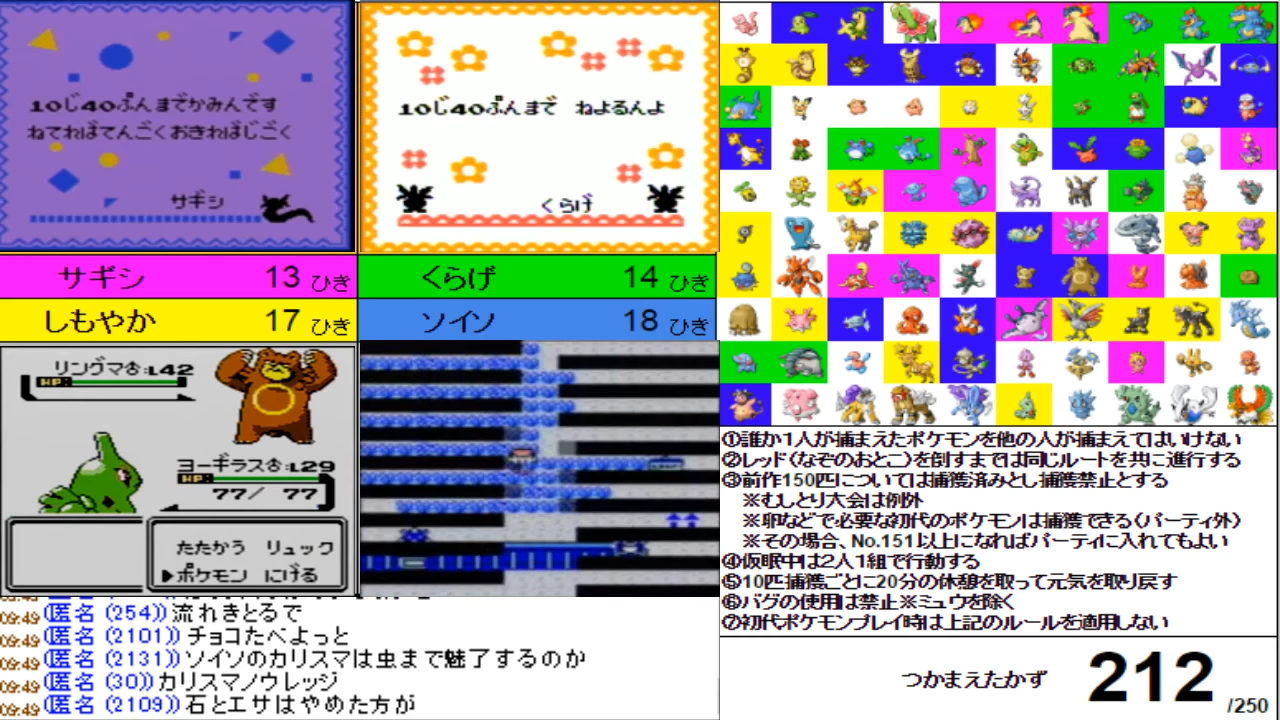 10じ40ぷんまでかみんです
ねてればてんごくおきればじごく
サギシ
10じ40ぷんまで ねよるんよ
くらげ
サギシ 13 ひき
くらげ 14 ひき
しもやか 17 ひき
ソイソ 18 ひき
リングマ♂:L42
HP:
ヨーギラス♂:L29
HP:
77/ 77
たたかう リュック
▶ポケモン にげる
09:49 (匿名 (254)) 流れきとるで
09:49 (匿名 (2101)) チョコたべよっと
09:49 (匿名 (2131)) ソイソのカリスマは虫まで魅了するのか
09:49 (匿名 (30)) カリスマノウレッジ
09:49 (匿名 (2109)) 石とエサはやめた方が
①誰か1人が捕まえたポケモンを他の人が捕まえてはいけない
②レッド(なぞのおとこ)を倒すまでは同じルートを共に進行する
③前作150匹については捕獲済みとし捕獲禁止とする
※むしとり大会は例外
※卵などで必要な初代のポケモンは捕獲できる(パーティ外)
※その場合、No.151以上になればパーティに入れてもよい
④仮眠中は2人1組で行動する
⑤10匹捕獲ごとに20分の休憩を取って元気を取り戻す
⑥バグの使用は禁止※ミュウを除く
⑦初代ポケモンプレイ時は上記のルールを適用しない
つかまえたかず 212 /250